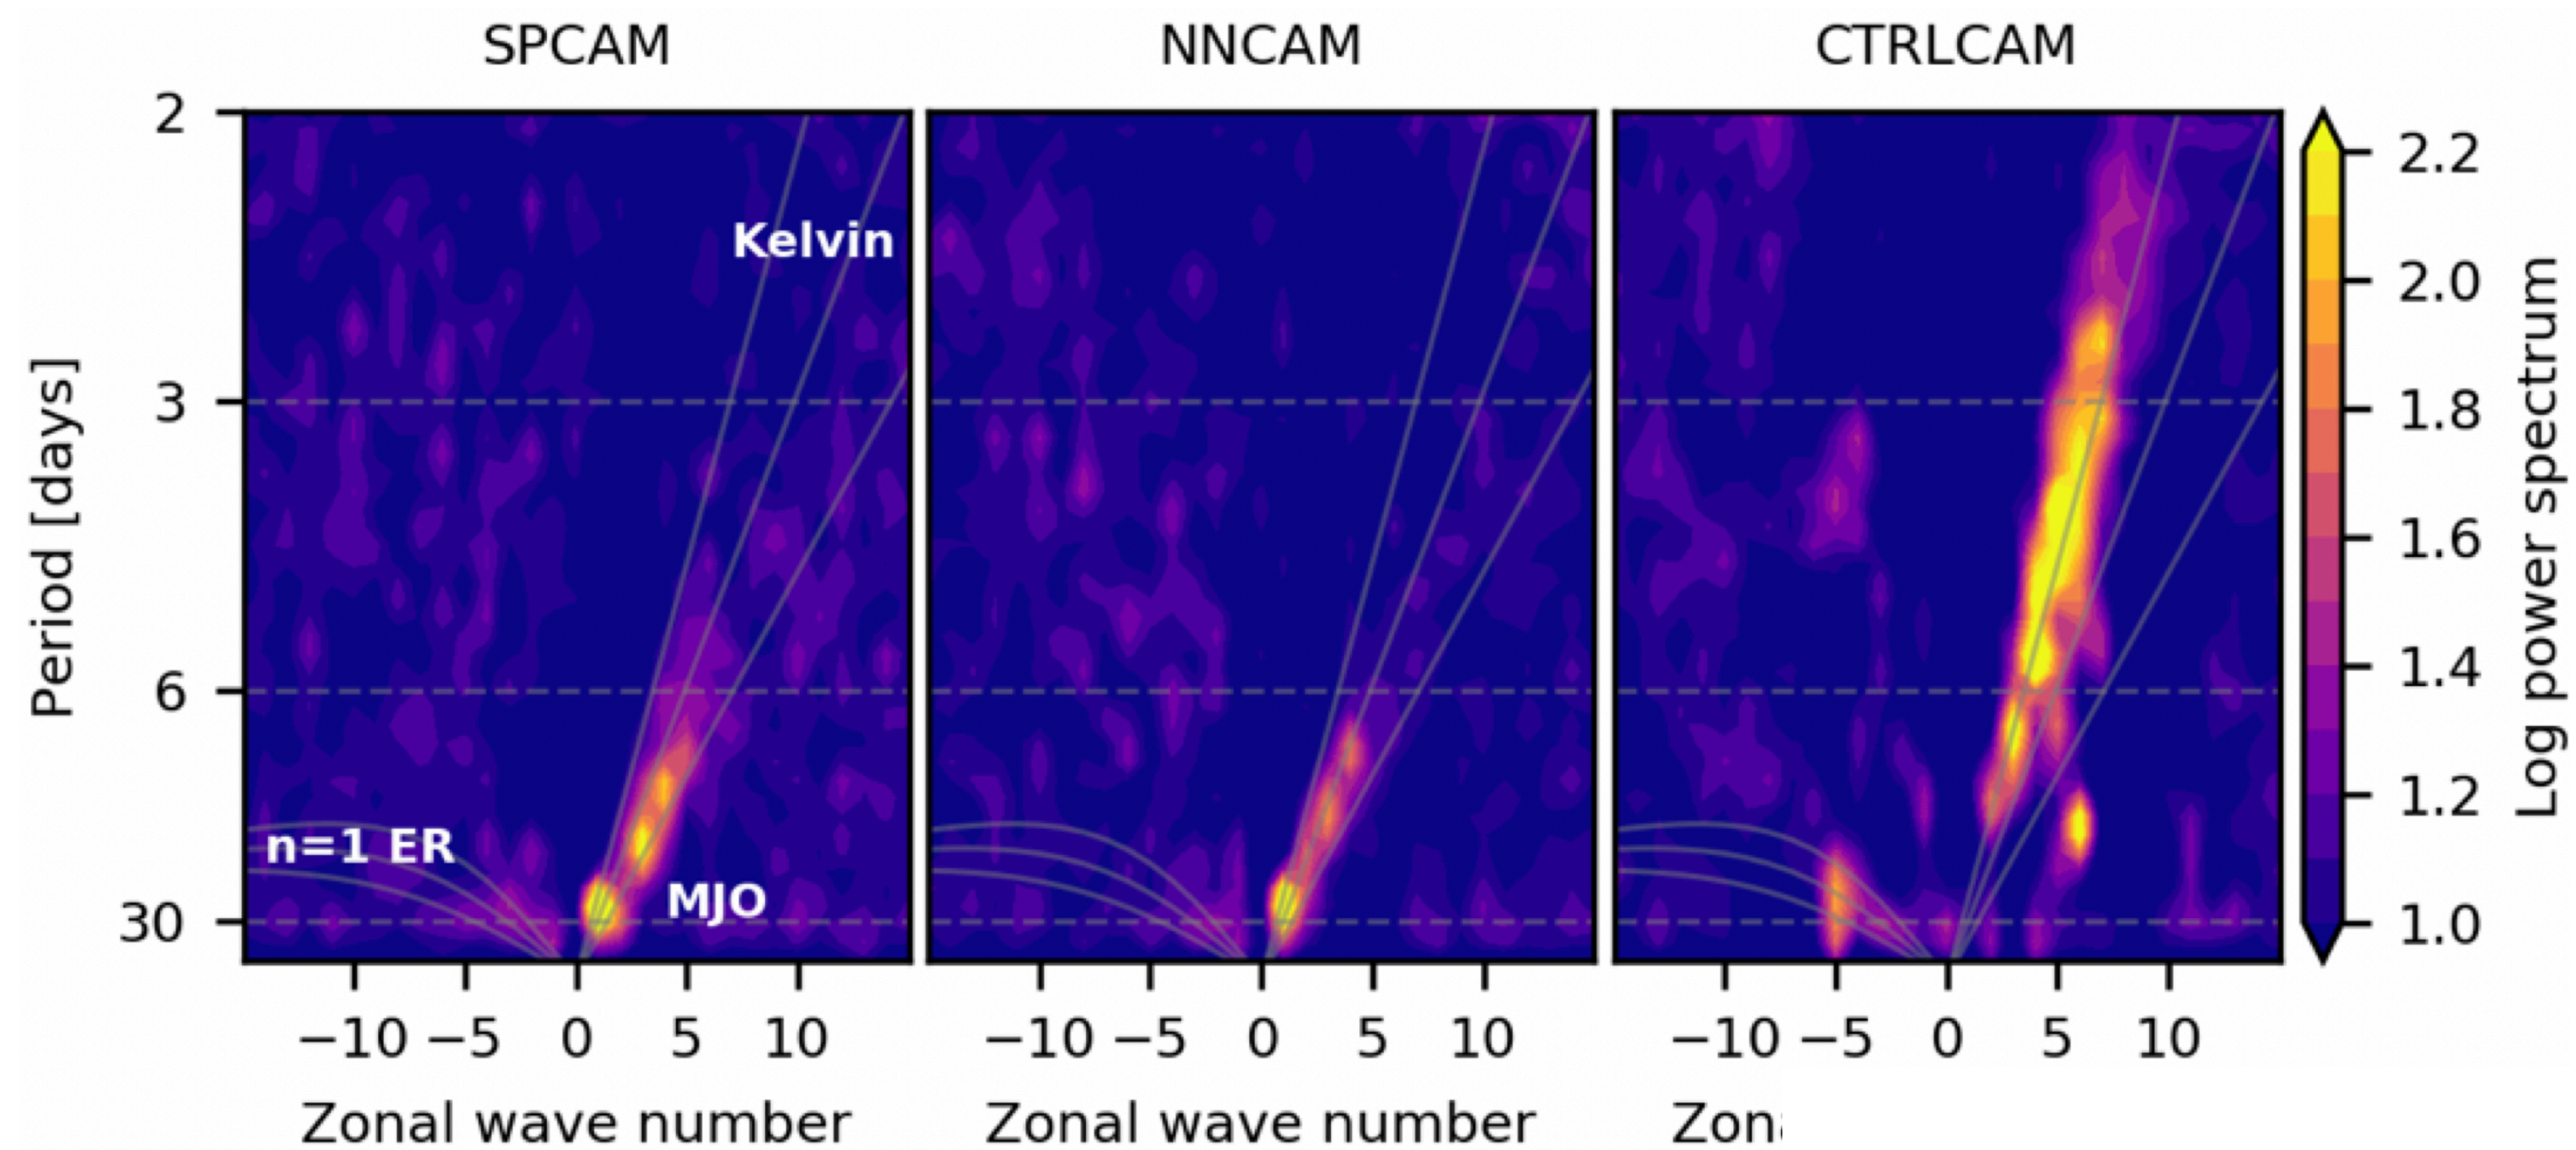 SPCAM NNCAM CTRLCAM
2
3
6
30
Period [days]
Kelvin
n=1 ER
MJO
2.2
2.0
1.8
1.6
1.4
1.2
1.0
Log power spectrum
−10 −5 0 5 10 −10 −5 0 5 10 −10 −5 0 5 10
Zonal wave number Zonal wave number Zon